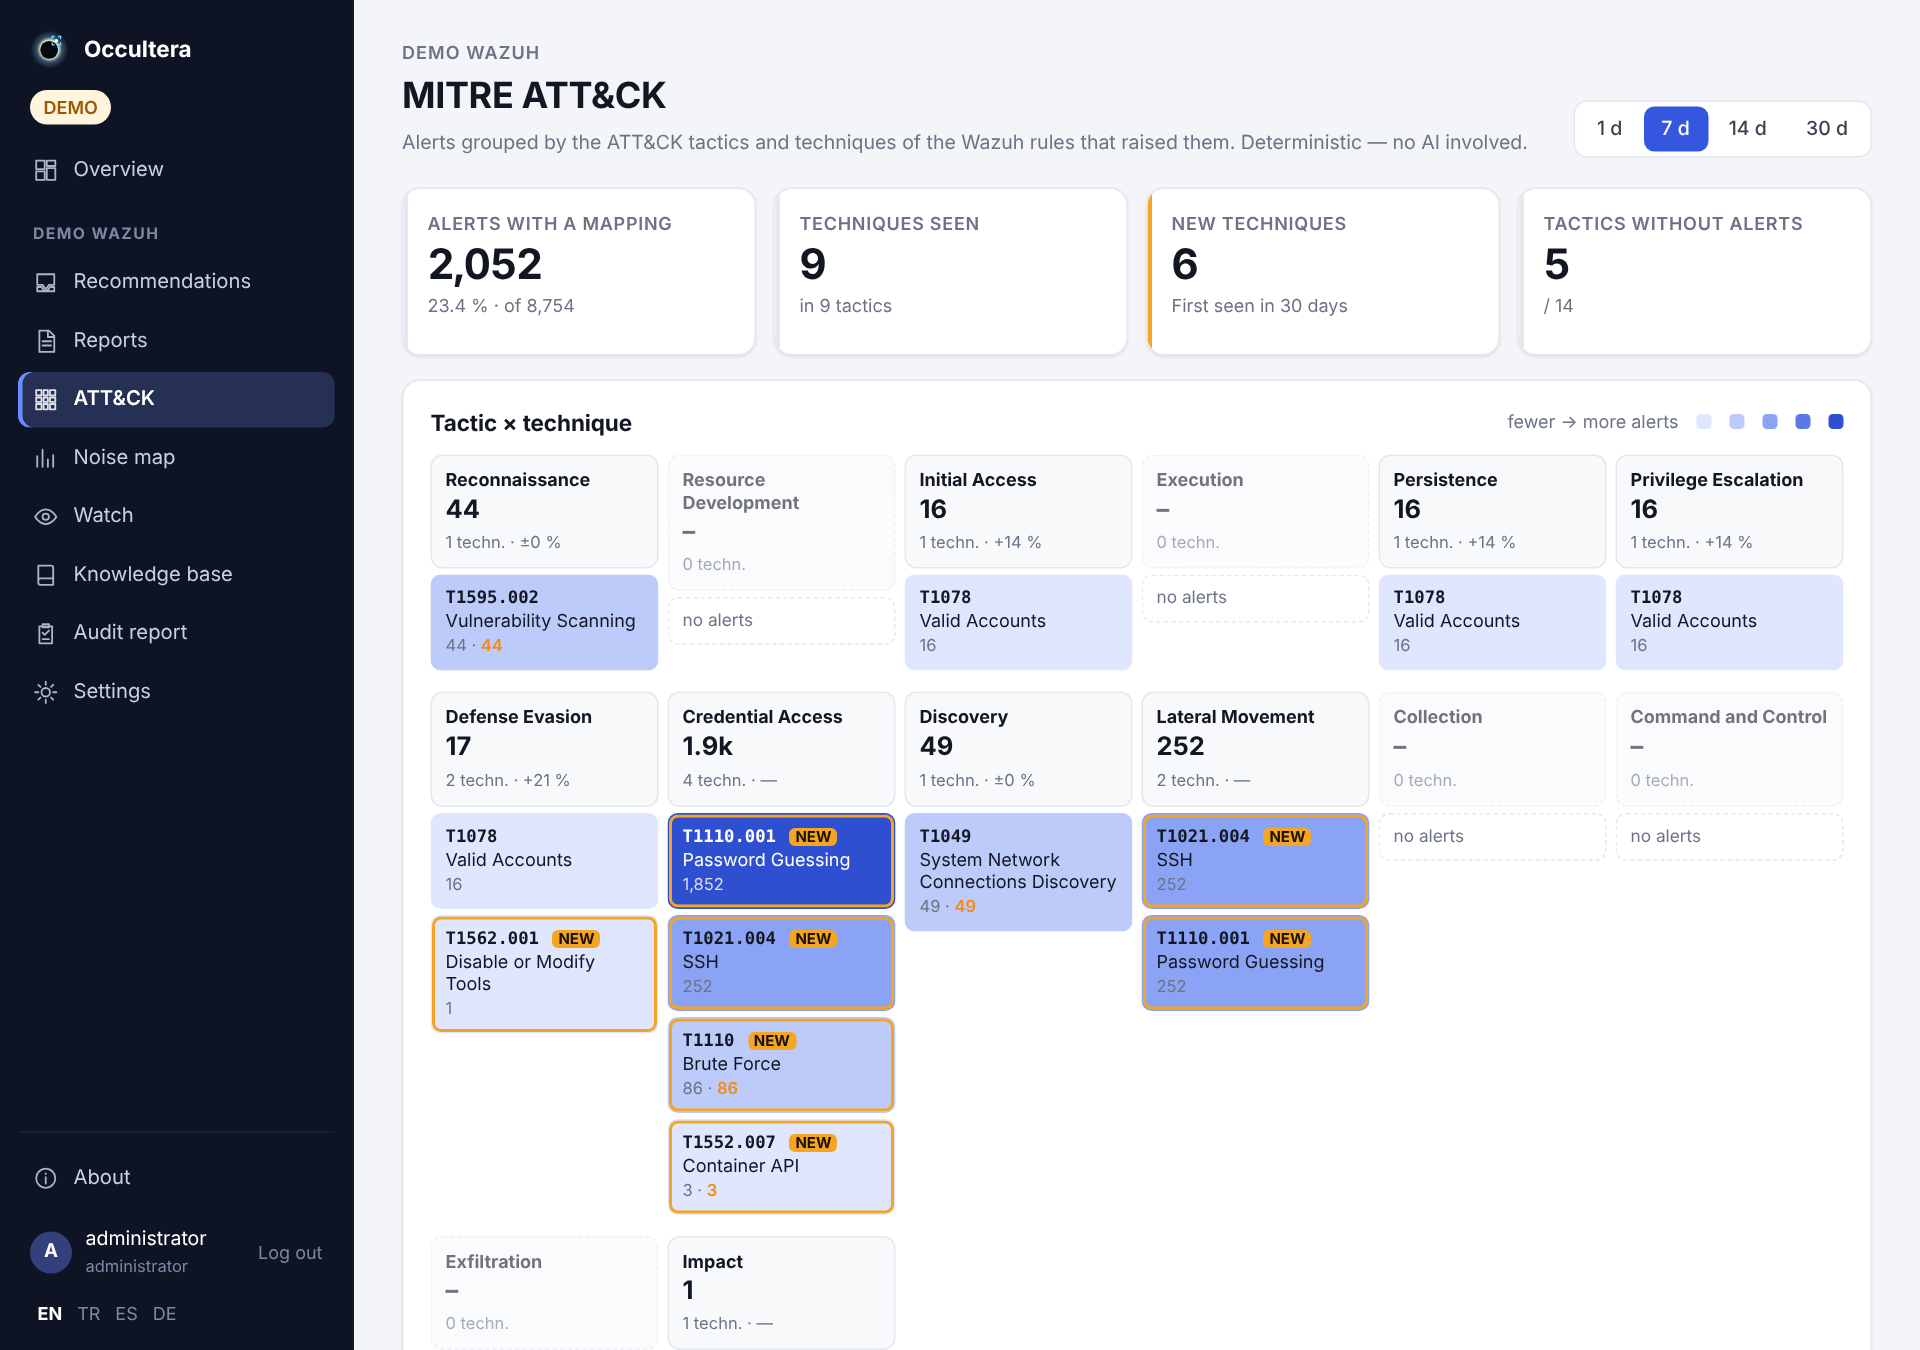 Occultera
DEMO
Overview
DEMO WAZUH
Recommendations
Reports
ATT&CK
Noise map
Watch
Knowledge base
Audit report
Settings
About
A
administrator
administrator
Log out
EN TR ES DE
DEMO WAZUH
MITRE ATT&CK
Alerts grouped by the ATT&CK tactics and techniques of the Wazuh rules that raised them. Deterministic — no AI involved.
1 d 7 d 14 d 30 d
ALERTS WITH A MAPPING
2,052
23.4 % · of 8,754
TECHNIQUES SEEN
9
in 9 tactics
NEW TECHNIQUES
6
First seen in 30 days
TACTICS WITHOUT ALERTS
5
/ 14
Tactic × technique
fewer → more alerts
Reconnaissance
44
1 techn. · ±0 %
T1595.002
Vulnerability Scanning
44 · 44
Resource
Development
–
0 techn.
no alerts
Initial Access
16
1 techn. · +14 %
T1078
Valid Accounts
16
Execution
–
0 techn.
no alerts
Persistence
16
1 techn. · +14 %
T1078
Valid Accounts
16
Privilege Escalation
16
1 techn. · +14 %
T1078
Valid Accounts
16
Defense Evasion
17
2 techn. · +21 %
T1078
Valid Accounts
16
T1562.001 NEW
Disable or Modify
Tools
1
Credential Access
1.9k
4 techn. · —
T1110.001 NEW
Password Guessing
1,852
T1021.004 NEW
SSH
252
T1110 NEW
Brute Force
86 · 86
T1552.007 NEW
Container API
3 · 3
Discovery
49
1 techn. · ±0 %
T1049
System Network
Connections Discovery
49 · 49
Lateral Movement
252
2 techn. · —
T1021.004 NEW
SSH
252
T1110.001 NEW
Password Guessing
252
Collection
–
0 techn.
no alerts
Command and Control
–
0 techn.
no alerts
Exfiltration
–
0 techn.
Impact
1
1 techn. · —